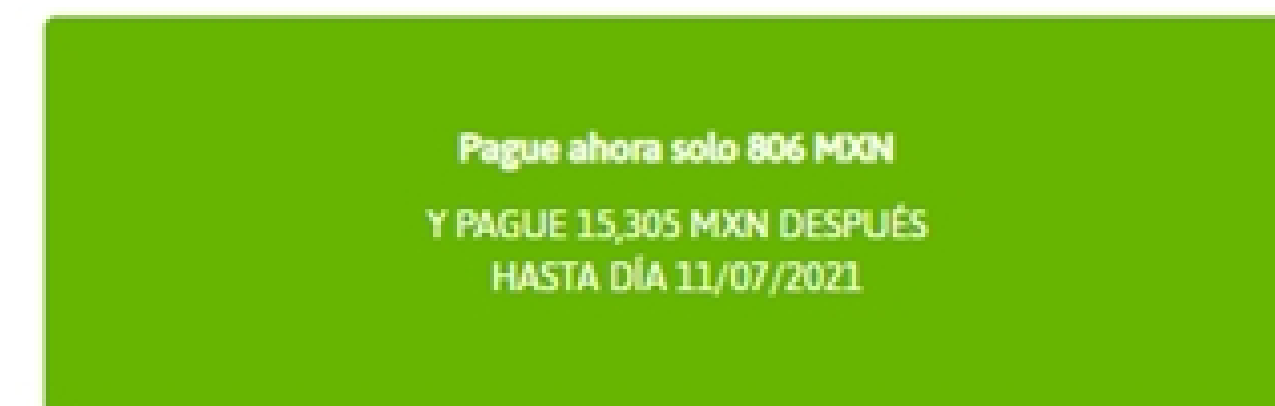 Pague ahora solo 806 MXN
Y PAGUE 15,305 MXN DESPUÉS
HASTA DÍA 11/07/2021